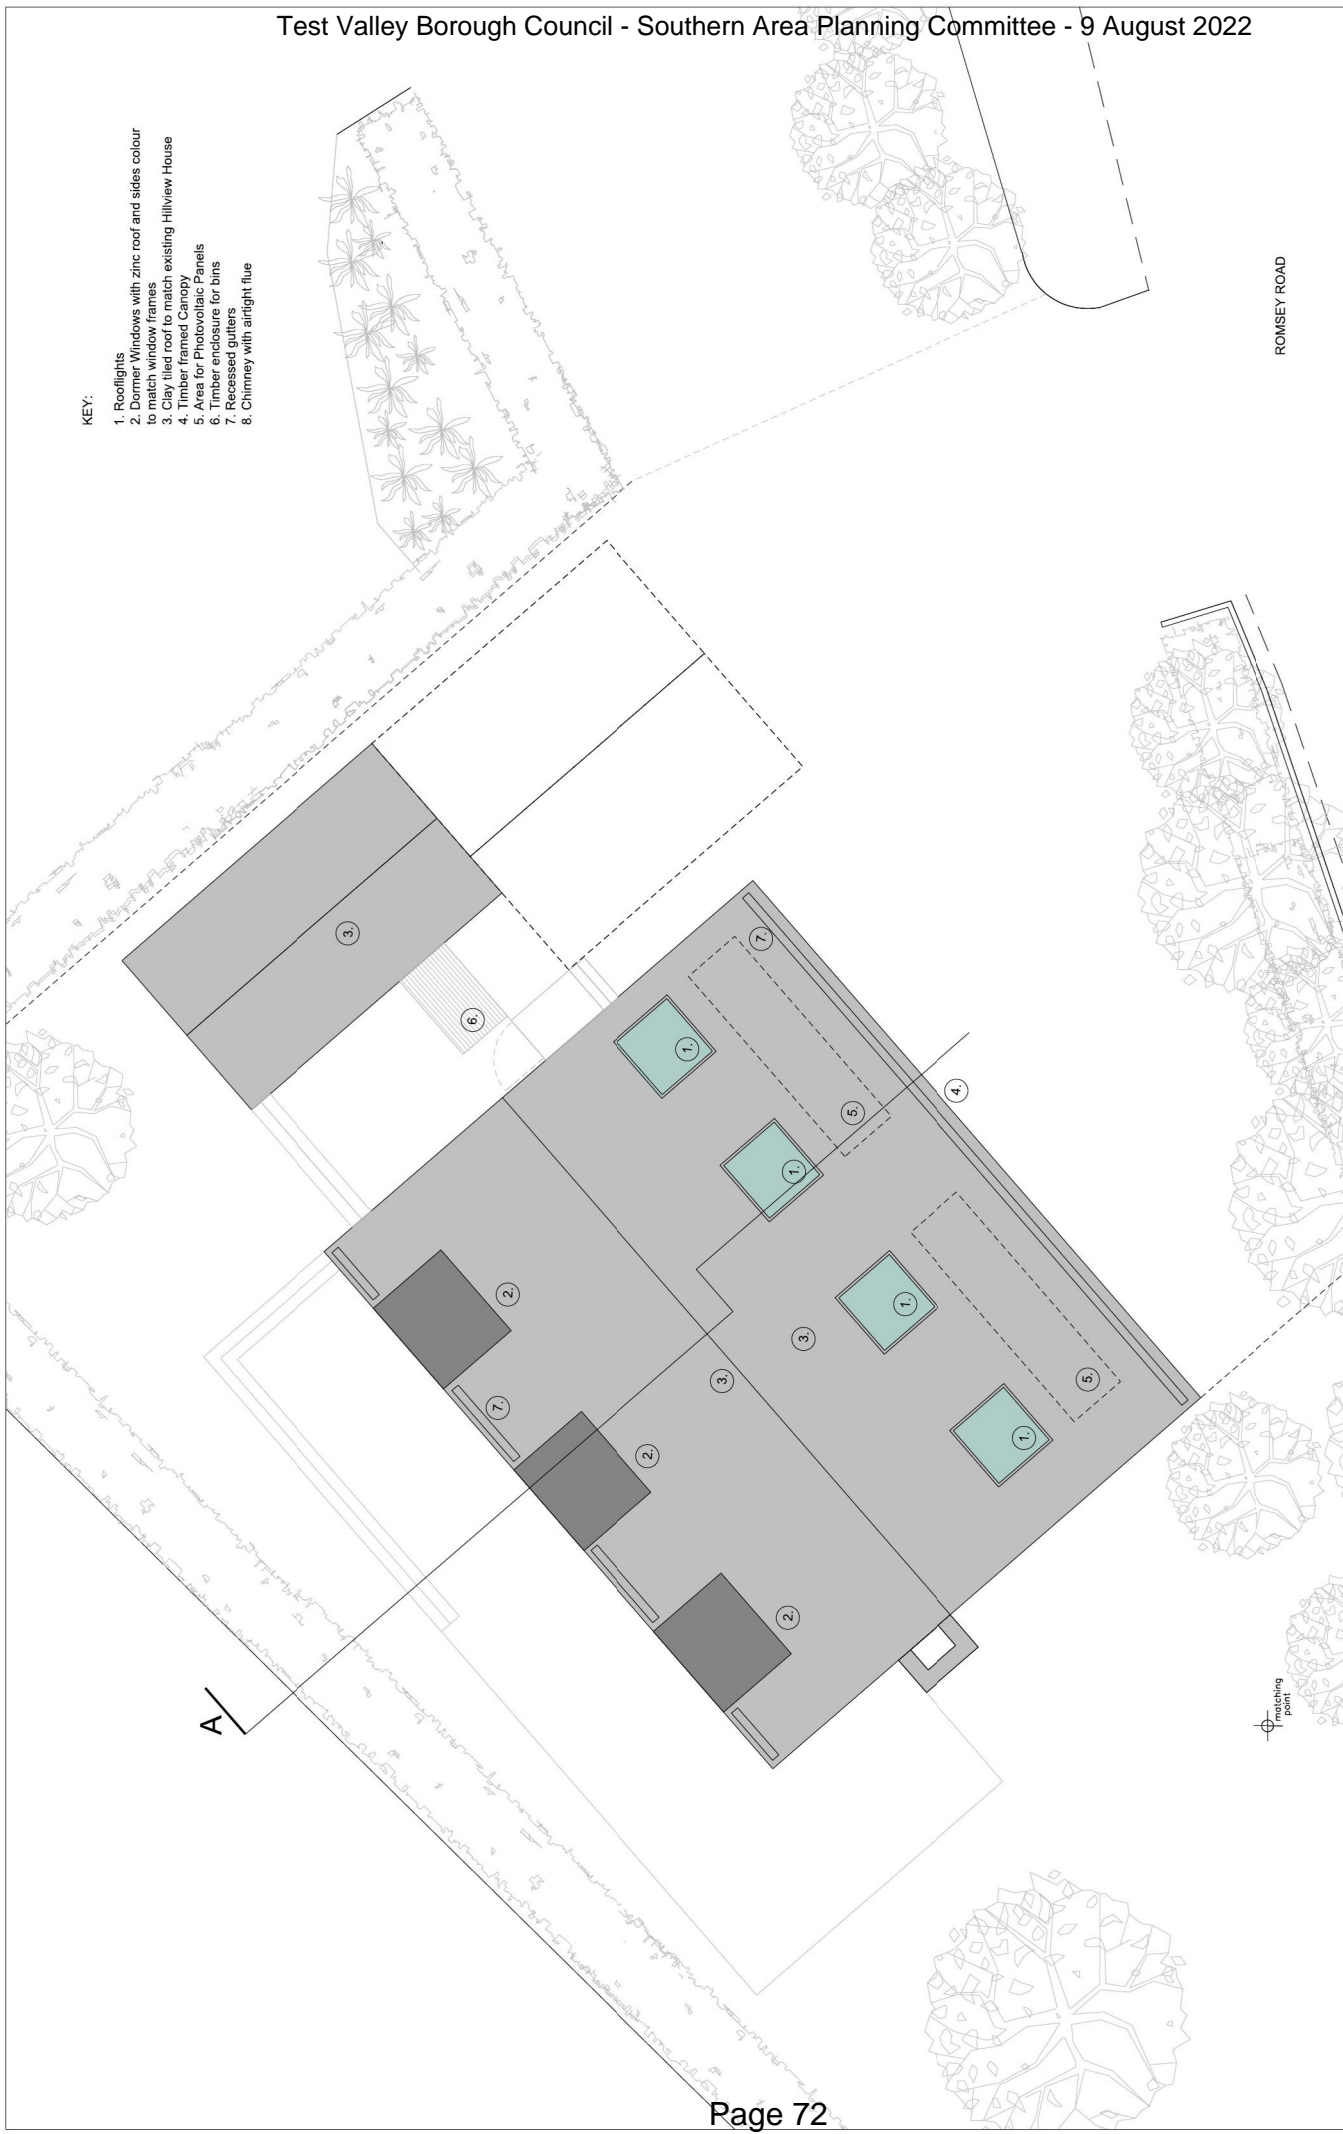 Test Valley Borough Council - Southern Area Planning Committee - 9 August 2022
KEY:
1. Rooflights
2. Dormer Windows with zinc roof and sides colour
to match window frames
3. Clay tiled roof to match existing Hillview House
4. Timber framed Canopy
5. Area for Photovoltaic Panels
6. Timber enclosure for bins
7. Recessed gutters
8. Chimney with airtight flue
ROMSEY ROAD
3.
6.
7.
1.
5.
4.
1.
2.
1.
3.
3.
5.
7.
1.
2.
2.
A
matching
point
Page 72